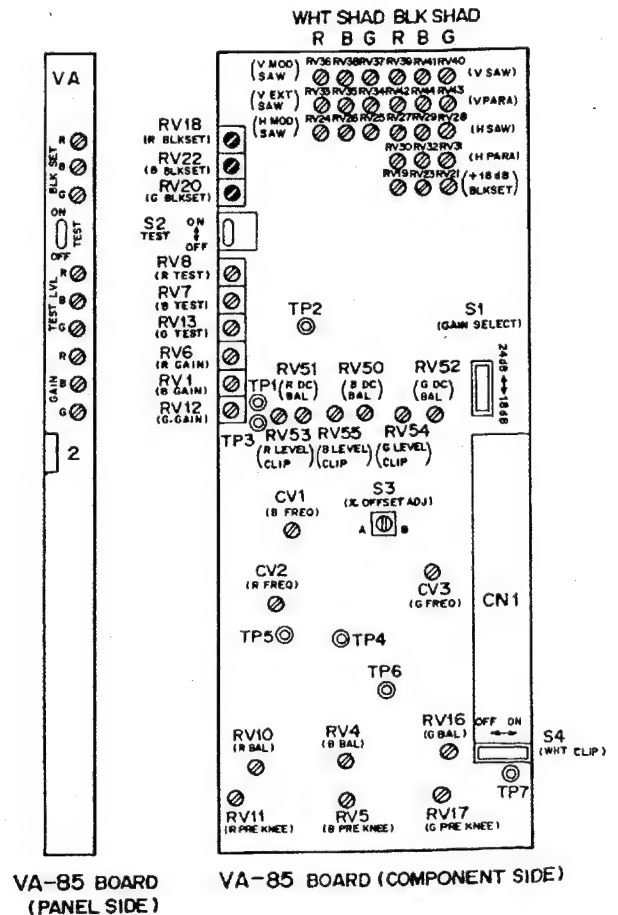 WHT SHAD BLK SHAD
R B G R B G
(V MOD SAW) RV36 RV38 RV37 RV39 RV41 RV40 (V SAW)
(V EXT SAW) RV33 RV35 RV34 RV42 RV44 RV43 (V PARA)
(H MOD SAW) RV24 RV26 RV25 RV27 RV29 RV28 (H SAW)
RV30 RV32 RV31 (H PARA)
RV19 RV23 RV21 (+18dB BLKSET)
VA
R
B
G
BLK SET
ON
OFF
TEST
R
B
G
TEST LVL
R
B
G
GAIN
2
RV18
(R BLKSET)
RV22
(B BLKSET)
RV20
(G BLKSET)
S2
TEST
ON
OFF
RV8
(R TEST)
RV7
(B TEST)
RV13
(G TEST)
RV6
(R GAIN)
RV1
(B GAIN)
RV12
(G.GAIN)
TP2
S1
(GAIN SELECT)
24dB ↔ 18dB
TP1
RV51
(R DC BAL)
RV50
(B DC BAL)
RV52
(G DC BAL)
TP3
RV53
(R LEVEL CLIP)
RV55
(B LEVEL CLIP)
RV54
(G LEVEL CLIP)
CV1
(B FREQ)
S3
A B
CV2
(R FREQ)
CV3
(G FREQ)
CN1
TP5
TP4
TP6
RV10
(R BAL)
RV4
(B BAL)
RV16
(G BAL)
OFF ON
S4
(WHT CLIP)
TP7
RV11
(R PRE KNEE)
RV5
(B PRE KNEE)
RV17
(G PRE KNEE)
VA-85 BOARD
(PANEL SIDE)
VA-85 BOARD (COMPONENT SIDE)